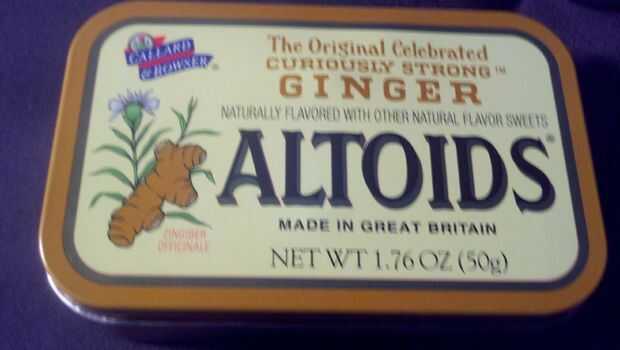 CALLARD
& BOWSER®
The Original Celebrated
CURIOUSLY STRONG™
GINGER
NATURALLY FLAVORED WITH OTHER NATURAL FLAVOR SWEETS
ALTOIDS®
MADE IN GREAT BRITAIN
ZINGIBER
OFFICINALE
NET WT 1.76 OZ (50g)